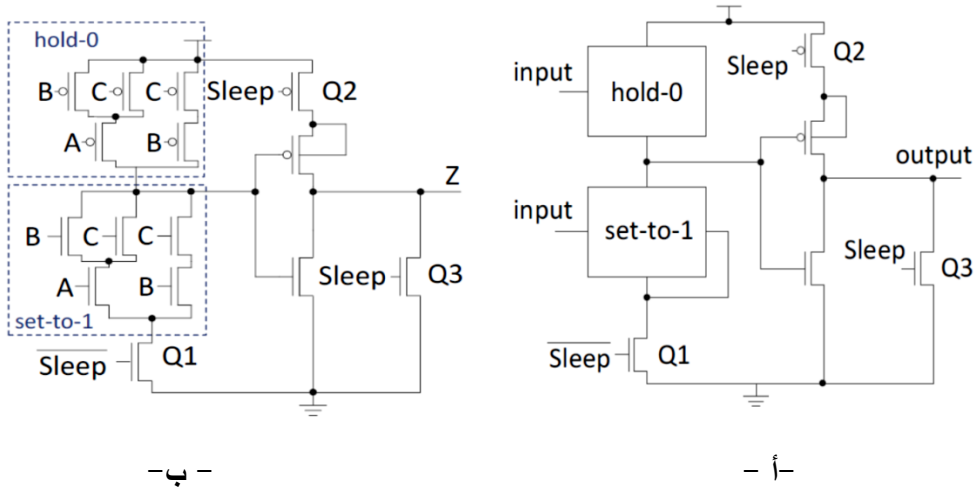 hold-0
B
C
C
Sleep
Q2
A
B
Z
B
C
C
A
B
Sleep
Q3
set-to-1
Sleep
Q1
-ب -
input
hold-0
Sleep
Q2
output
input
set-to-1
Sleep
Q3
Sleep
Q1
-أ -